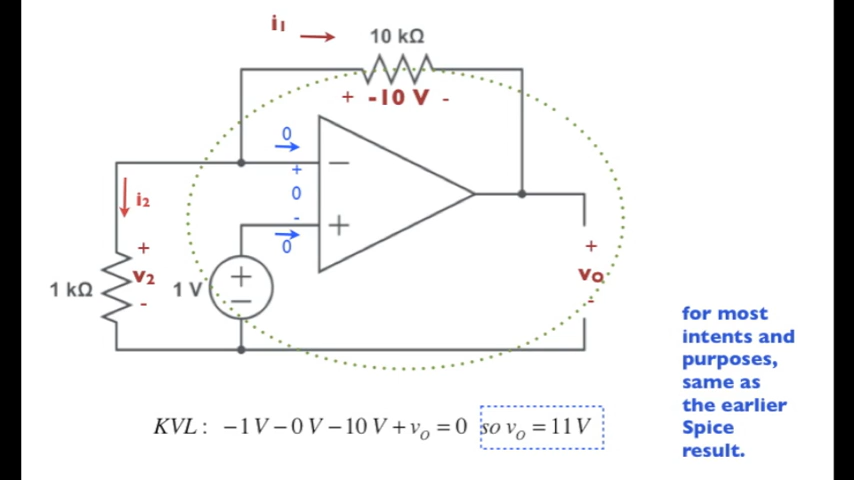 i1
10 kΩ
+ -10 V -
0
+
0
-
0
−
+
i2
+
v2
-
1 kΩ
1 V
+
−
+
vo
-
for most
intents and
purposes,
same as
the earlier
Spice
result.
KVL : −1 V − 0 V − 10 V + vo = 0 so vo = 11 V